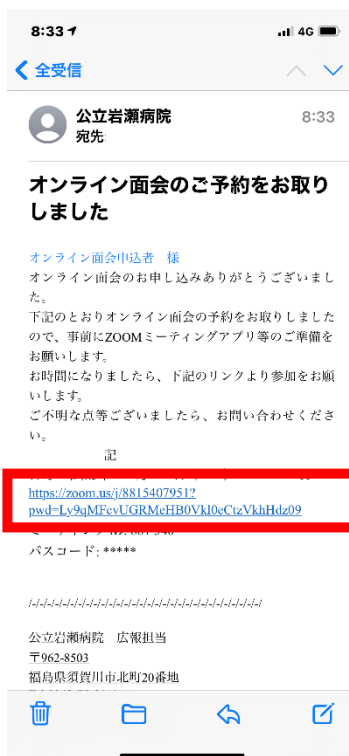 8:33
4G
全受信
公立岩瀬病院
8:33
宛先:
オンライン面会のご予約をお取り
しました
オンライン面会申込者　様
オンライン面会のお申し込みありがとうございまし
た。
下記のとおりオンライン面会の予約をお取りしました
ので、事前にZOOMミーティングアプリ等のご準備を
お願いします。
お時間になりましたら、下記のリンクより参加をお願
いします。
ご不明な点等ございましたら、お問い合わせくださ
い。
記
https://zoom.us/j/8815407951?
pwd=Ly9qMFcvUGRMeHB0Vkl0eCtzVkhHdz09
パスコード: *****
/-/-/-/-/-/-/-/-/-/-/-/-/-/-/-/-/-/-/-/-/-/-/-/-/-/-/-/
公立岩瀬病院　広報担当
〒962-8503
福島県須賀川市北町20番地